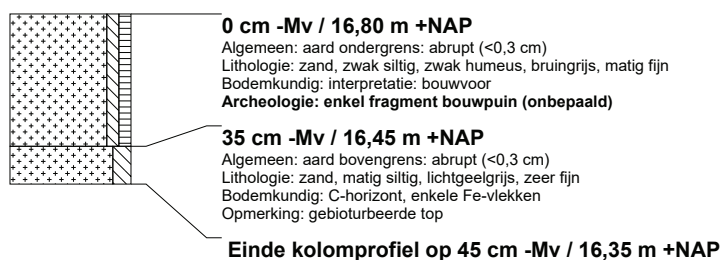 0 cm -Mv / 16,80 m +NAP
Algemeen: aard ondergrens: abrupt (<0,3 cm)
Lithologie: zand, zwak siltig, zwak humeus, bruingrijs, matig fijn
Bodemkundig: interpretatie: bouwvoor
Archeologie: enkel fragment bouwpuin (onbepaald)
35 cm -Mv / 16,45 m +NAP
Algemeen: aard bovengrens: abrupt (<0,3 cm)
Lithologie: zand, matig siltig, lichtgeelgrijs, zeer fijn
Bodemkundig: C-horizont, enkele Fe-vlekken
Opmerking: gebioturbeerde top
Einde kolomprofiel op 45 cm -Mv / 16,35 m +NAP